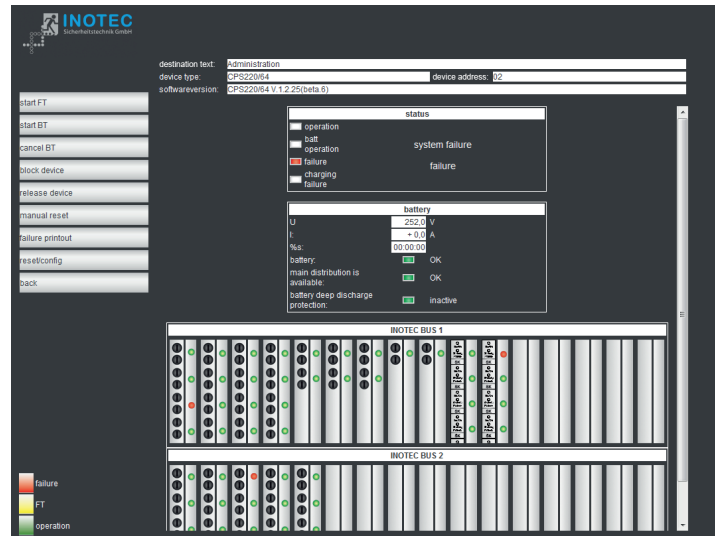 INOTEC
Sicherheitstechnik GmbH
destination text: Administration
device type: CPS220/64 device address: 02
softwareversion: CPS220/64 V.1.2.25(beta.6)
start FT
start BT
cancel BT
block device
release device
manual reset
failure printout
reset/config
back
status
operation
batt
operation
system failure
failure
failure
charging
failure
battery
U 252,0 V
I: + 0,0 A
%s: 00:00:00
battery: OK
main distribution is
available: OK
battery deep discharge
protection: inactive
INOTEC BUS 1
INOTEC BUS 2
failure
FT
operation